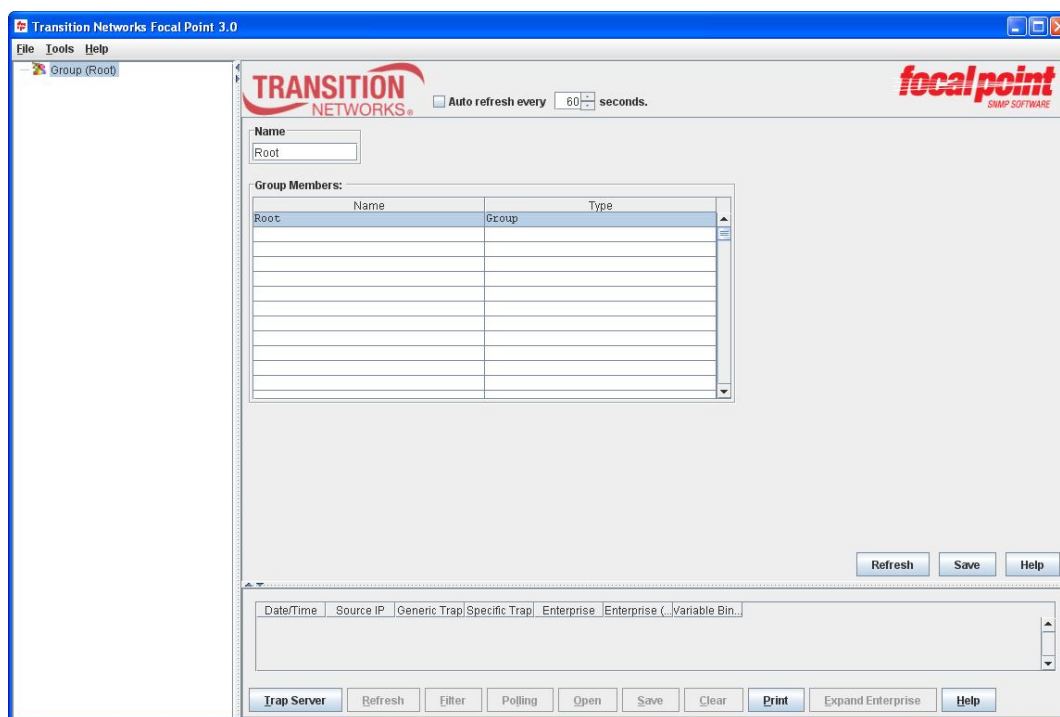 Transition Networks Focal Point 3.0
File Tools Help
Group (Root)
TRANSITION
NETWORKS®
Auto refresh every 60 seconds.
focal point
SNMP SOFTWARE
Name
Root
Group Members:
Name Type
Root Group
Refresh Save Help
Date/Time Source IP Generic Trap Specific Trap Enterprise Enterprise (... Variable Bin...
Trap Server Refresh Filter Polling Open Save Clear Print Expand Enterprise Help